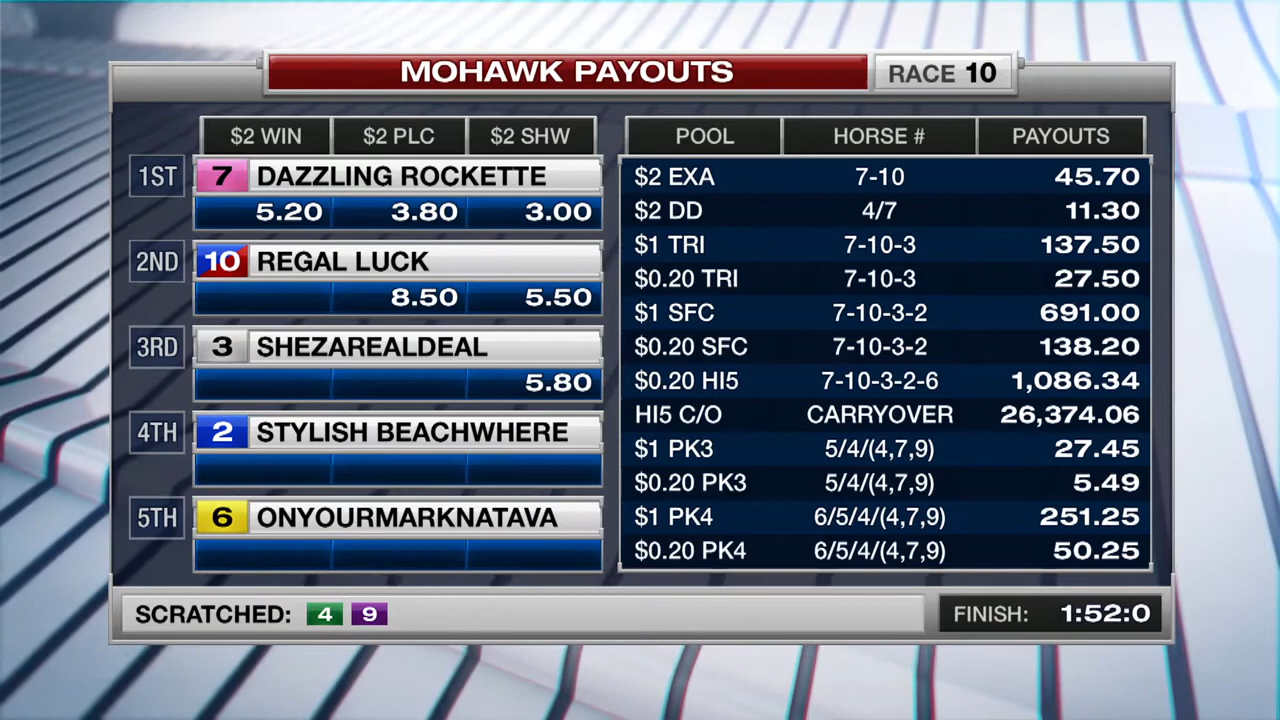 MOHAWK PAYOUTS RACE 10
$2 WIN $2 PLC $2 SHW
1ST 7 DAZZLING ROCKETTE
5.20 3.80 3.00
2ND 10 REGAL LUCK
8.50 5.50
3RD 3 SHEZAREALDEAL
5.80
4TH 2 STYLISH BEACHWHERE
5TH 6 ONYOURMARKNATAVA
POOL HORSE # PAYOUTS
$2 EXA 7-10 45.70
$2 DD 4/7 11.30
$1 TRI 7-10-3 137.50
$0.20 TRI 7-10-3 27.50
$1 SFC 7-10-3-2 691.00
$0.20 SFC 7-10-3-2 138.20
$0.20 HI5 7-10-3-2-6 1,086.34
HI5 C/O CARRYOVER 26,374.06
$1 PK3 5/4/(4,7,9) 27.45
$0.20 PK3 5/4/(4,7,9) 5.49
$1 PK4 6/5/4/(4,7,9) 251.25
$0.20 PK4 6/5/4/(4,7,9) 50.25
SCRATCHED: 4 9
FINISH: 1:52:0